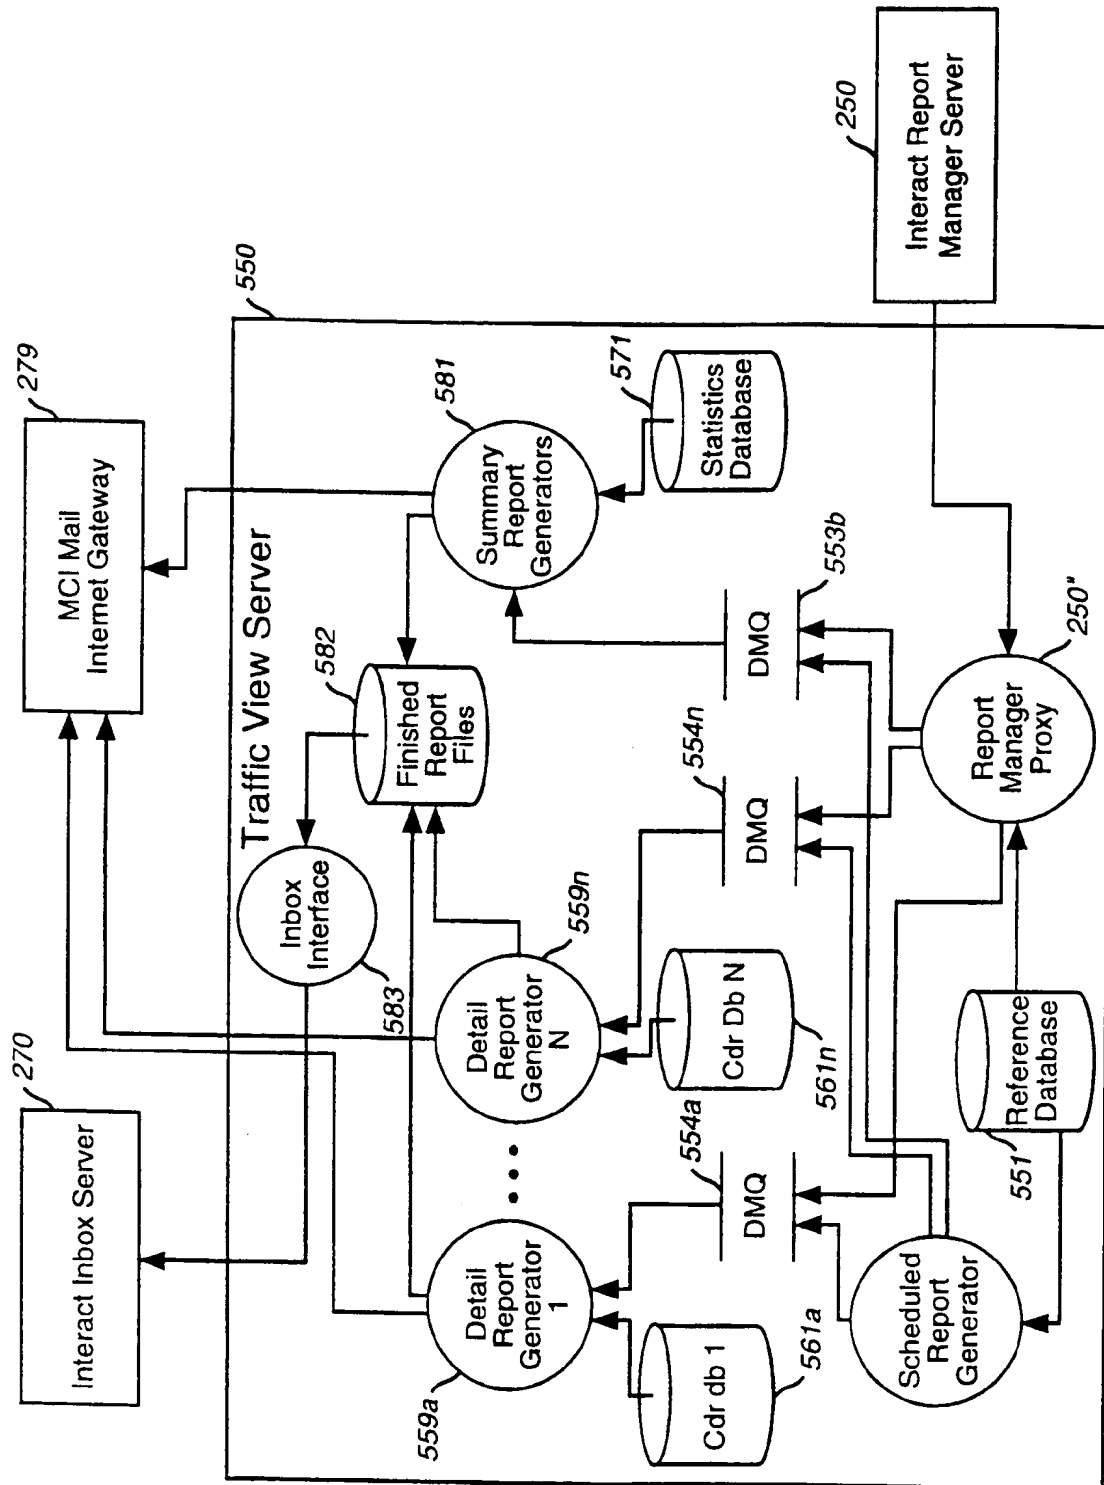 270
Interact Inbox Server
279
MCI Mail
Internet Gateway
550
Traffic View Server
583
Inbox
Interface
582
Finished
Report
Files
581
Summary
Report
Generators
559a
Detail
Report
Generator
1
559n
Detail
Report
Generator
N
571
Statistics
Database
561a
Cdr db 1
554a
DMQ
561n
Cdr Db N
554n
DMQ
553b
DMQ
Scheduled
Report
Generator
551
Reference
Database
250"
Report
Manager
Proxy
250
Interact Report
Manager Server